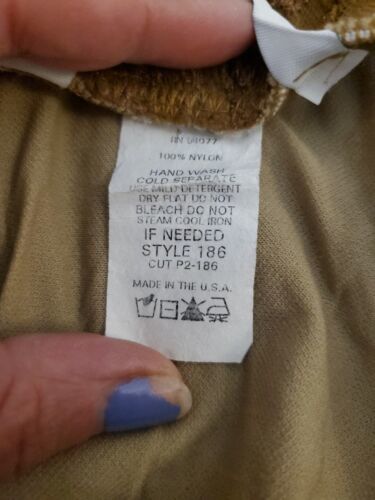 RN
100% NYLON
HAND WASH
COLD SEPARATE
USE MILD DETERGENT
DRY FLAT DO NOT
BLEACH DO NOT
STEAM COOL IRON
IF NEEDED
STYLE 186
CUT P2-186
MADE IN THE U.S.A.